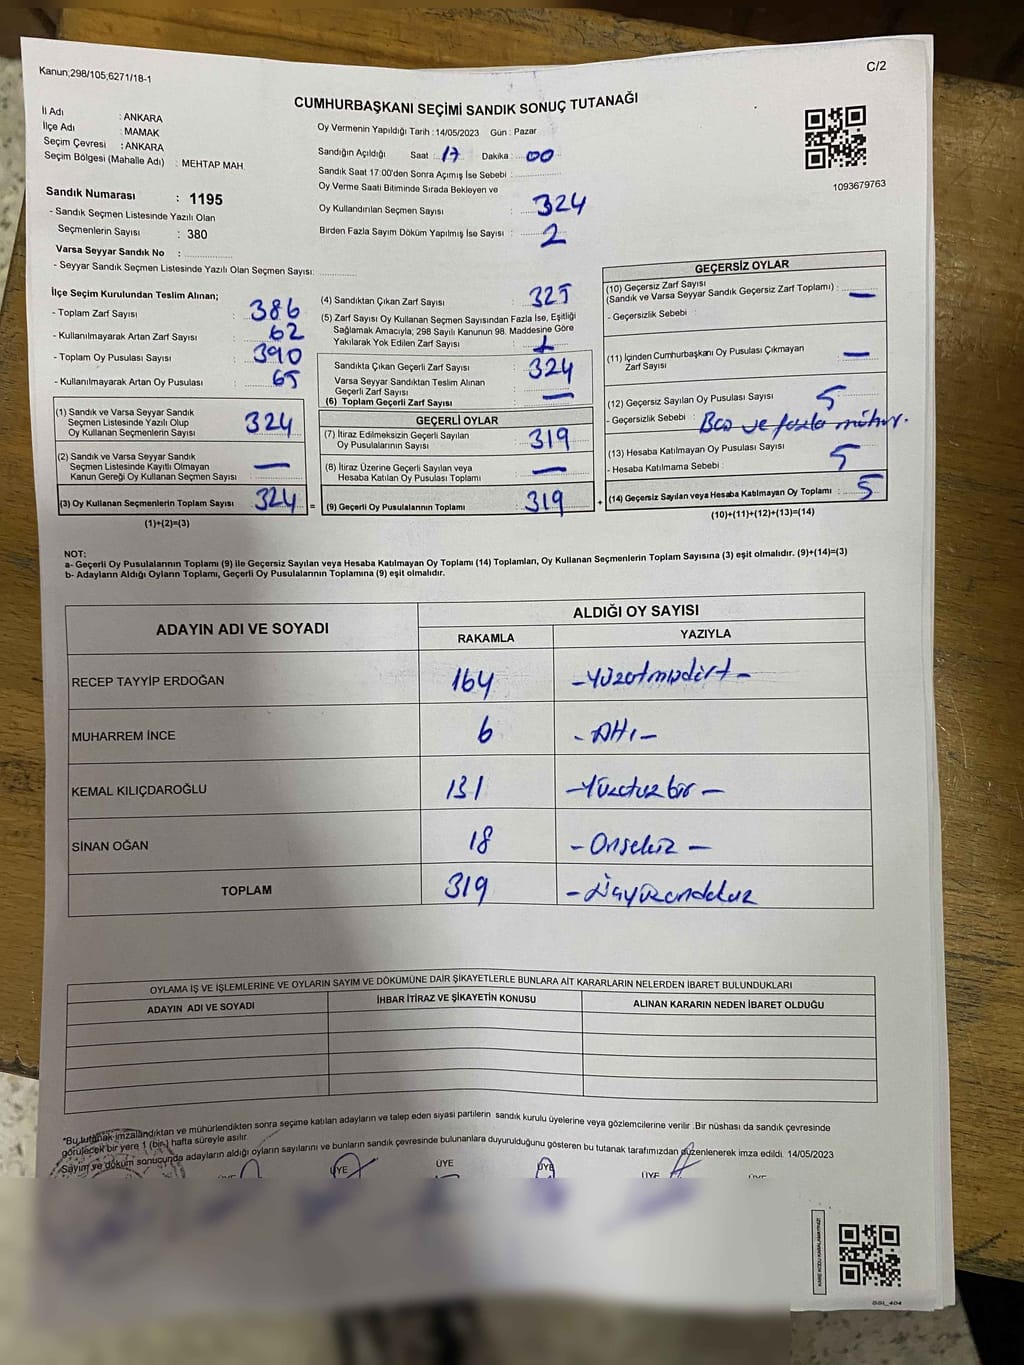 Kanun;298/105,6271/18-1
C/2
CUMHURBAŞKANI SEÇİMİ SANDIK SONUÇ TUTANAĞI
İl Adı : ANKARA
İlçe Adı : MAMAK
Seçim Çevresi : ANKARA
Seçim Bölgesi (Mahalle Adı) : MEHTAP MAH
Sandık Numarası : 1195
- Sandık Seçmen Listesinde Yazılı Olan
Seçmenlerin Sayısı : 380
Varsa Seyyar Sandık No :
- Seyyar Sandık Seçmen Listesinde Yazılı Olan Seçmen Sayısı:
Oy Vermenin Yapıldığı Tarih : 14/05/2023 Gün : Pazar
Sandığın Açıldığı Saat : 17 Dakika : 00
Sandık Saat 17:00'den Sonra Açımış İse Sebebi :
Oy Verme Saati Bitiminde Sırada Bekleyen ve
Oy Kullandırılan Seçmen Sayısı : 324
Birden Fazla Sayım Döküm Yapılmış İse Sayısı : 2
1093679763
İlçe Seçim Kurulundan Teslim Alınan;
- Toplam Zarf Sayısı : 386
- Kullanılmayarak Artan Zarf Sayısı : 62
- Toplam Oy Pusulası Sayısı : 390
- Kullanılmayarak Artan Oy Pusulası : 65
(1) Sandık ve Varsa Seyyar Sandık
Seçmen Listesinde Yazılı Olup
Oy Kullanan Seçmenlerin Sayısı : 324
(2) Sandık ve Varsa Seyyar Sandık
Seçmen Listesinde Kayıtlı Olmayan
Kanun Gereği Oy Kullanan Seçmen Sayısı : —
(3) Oy Kullanan Seçmenlerin Toplam Sayısı : 324 =
(1)+(2)=(3)
(4) Sandıktan Çıkan Zarf Sayısı : 325
(5) Zarf Sayısı Oy Kullanan Seçmen Sayısından Fazla İse, Eşitliği
Sağlamak Amacıyla; 298 Sayılı Kanunun 98. Maddesine Göre
Yakılarak Yok Edilen Zarf Sayısı : 1
Sandıkta Çıkan Geçerli Zarf Sayısı : 324
Varsa Seyyar Sandıktan Teslim Alınan
Geçerli Zarf Sayısı : —
(6) Toplam Geçerli Zarf Sayısı
GEÇERLİ OYLAR
(7) İtiraz Edilmeksizin Geçerli Sayılan
Oy Pusulalarının Sayısı : 319
(8) İtiraz Üzerine Geçerli Sayılan veya
Hesaba Katılan Oy Pusulası Toplamı : —
(9) Geçerli Oy Pusulalarının Toplamı : 319 +
GEÇERSİZ OYLAR
(10) Geçersiz Zarf Sayısı
(Sandık ve Varsa Seyyar Sandık Geçersiz Zarf Toplamı) : —
- Geçersizlik Sebebi :
(11) İçinden Cumhurbaşkanı Oy Pusulası Çıkmayan
Zarf Sayısı : —
(12) Geçersiz Sayılan Oy Pusulası Sayısı : 5
- Geçersizlik Sebebi : Boş ve fazla mühür.
(13) Hesaba Katılmayan Oy Pusulası Sayısı : 5
- Hesaba Katılmama Sebebi :
(14) Geçersiz Sayılan veya Hesaba Katılmayan Oy Toplamı : 5
(10)+(11)+(12)+(13)=(14)
NOT:
a- Geçerli Oy Pusulalarının Toplamı (9) ile Geçersiz Sayılan veya Hesaba Katılmayan Oy Toplamı (14) Toplamları, Oy Kullanan Seçmenlerin Toplam Sayısına (3) eşit olmalıdır. (9)+(14)=(3)
b- Adayların Aldığı Oyların Toplamı, Geçerli Oy Pusulalarının Toplamına (9) eşit olmalıdır.
ADAYIN ADI VE SOYADI
ALDIĞI OY SAYISI
RAKAMLA YAZIYLA
RECEP TAYYİP ERDOĞAN 164 -Yüzatmışdört-
MUHARREM İNCE 6 -Altı-
KEMAL KILIÇDAROĞLU 131 -Yüzotuzbir-
SİNAN OĞAN 18 -Onsekiz-
TOPLAM 319 -Üçyüzondokuz
OYLAMA İŞ VE İŞLEMLERİNE VE OYLARIN SAYIM VE DÖKÜMÜNE DAİR ŞİKAYETLERLE BUNLARA AİT KARARLARIN NELERDEN İBARET BULUNDUKLARI
ADAYIN ADI VE SOYADI İHBAR İTİRAZ VE ŞİKAYETİN KONUSU ALINAN KARARIN NEDEN İBARET OLDUĞU
*Bu tutanak imzalandıktan ve mühürlendikten sonra seçime katılan adayların ve talep eden siyasi partilerin sandık kurulu üyelerine veya gözlemcilerine verilir .Bir nüshası da sandık çevresinde
görülecek bir yere 1 (bir ) hafta süreyle asılır.
Sayım ve döküm sonucunda adayların aldığı oyların sayılarını ve bunların sandık çevresinde bulunanlara duyurulduğunu gösteren bu tutanak tarafımızdan düzenlenerek imza edildi. 14/05/2023
ÜYE ÜYE ÜYE ÜYE ÜYE
SSI_404